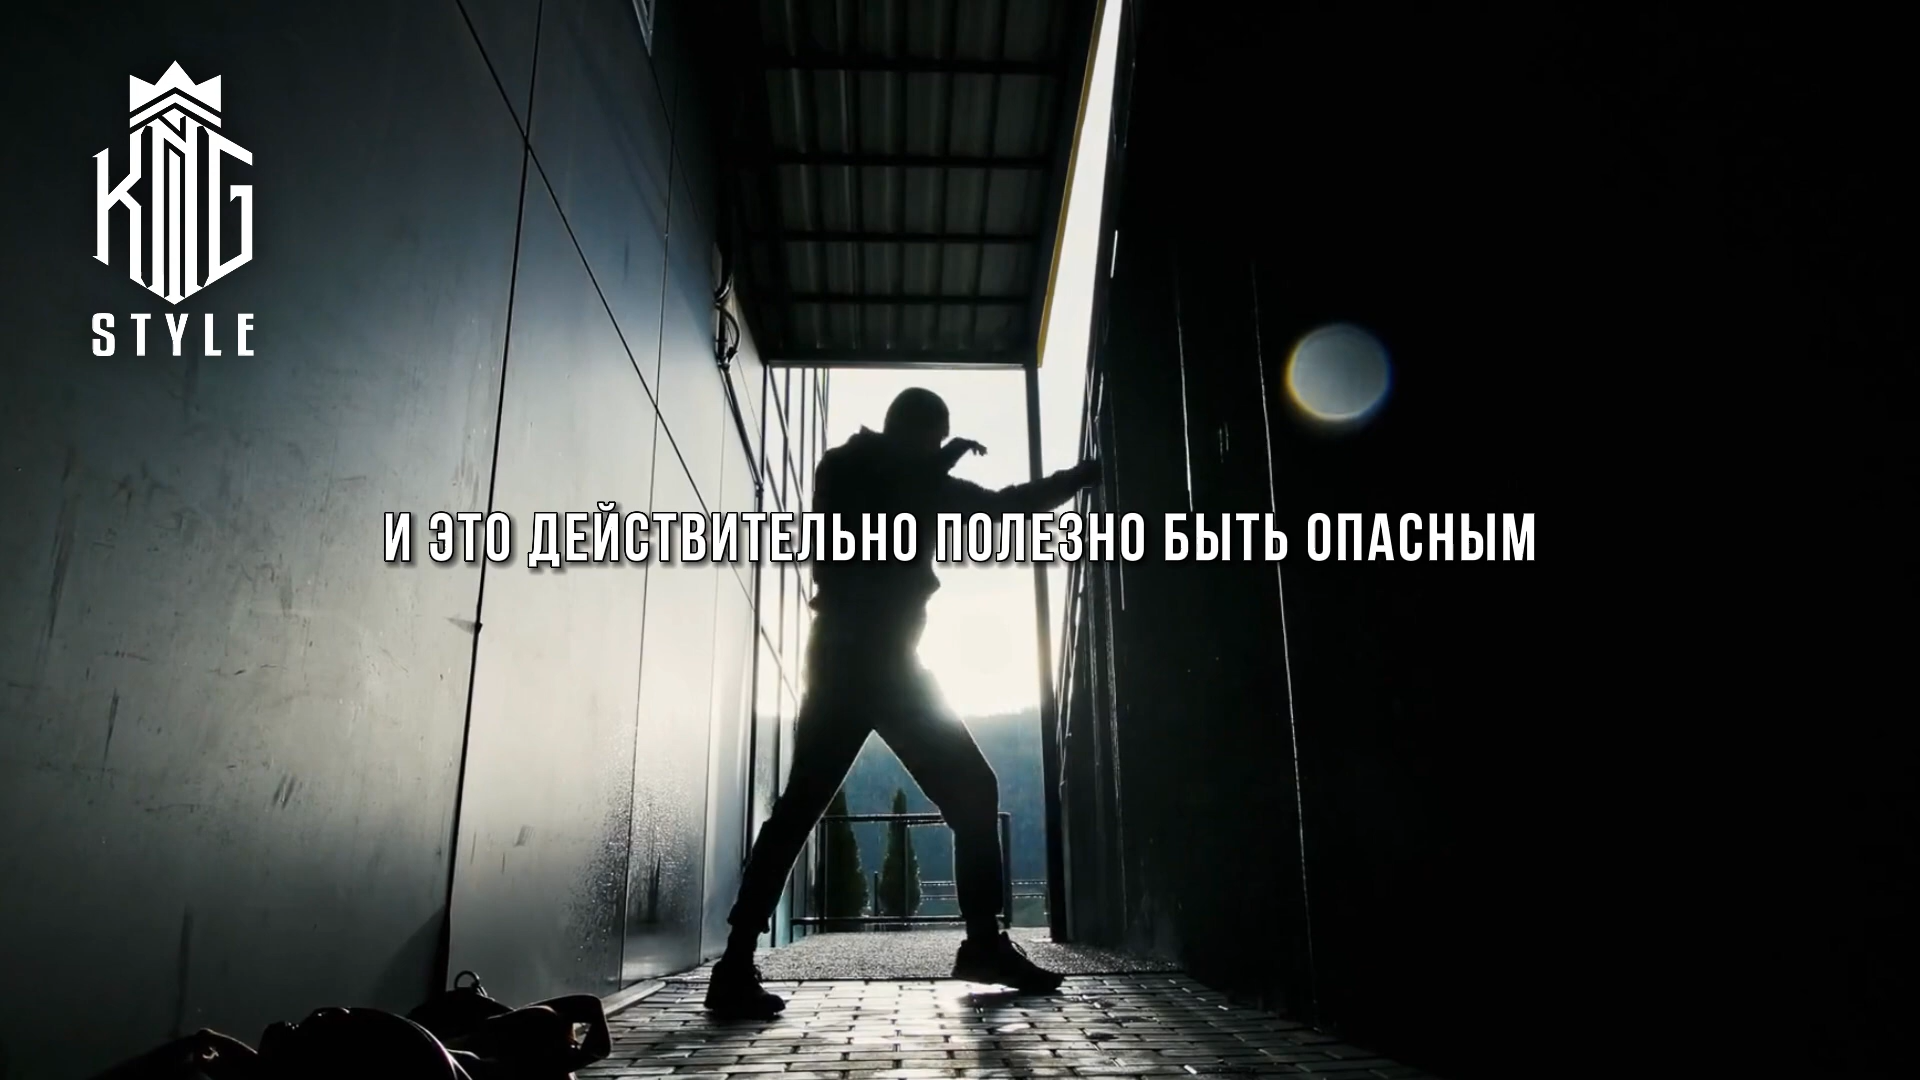 KNG
STYLE
И ЭТО ДЕЙСТВИТЕЛЬНО ПОЛЕЗНО БЫТЬ ОПАСНЫМ